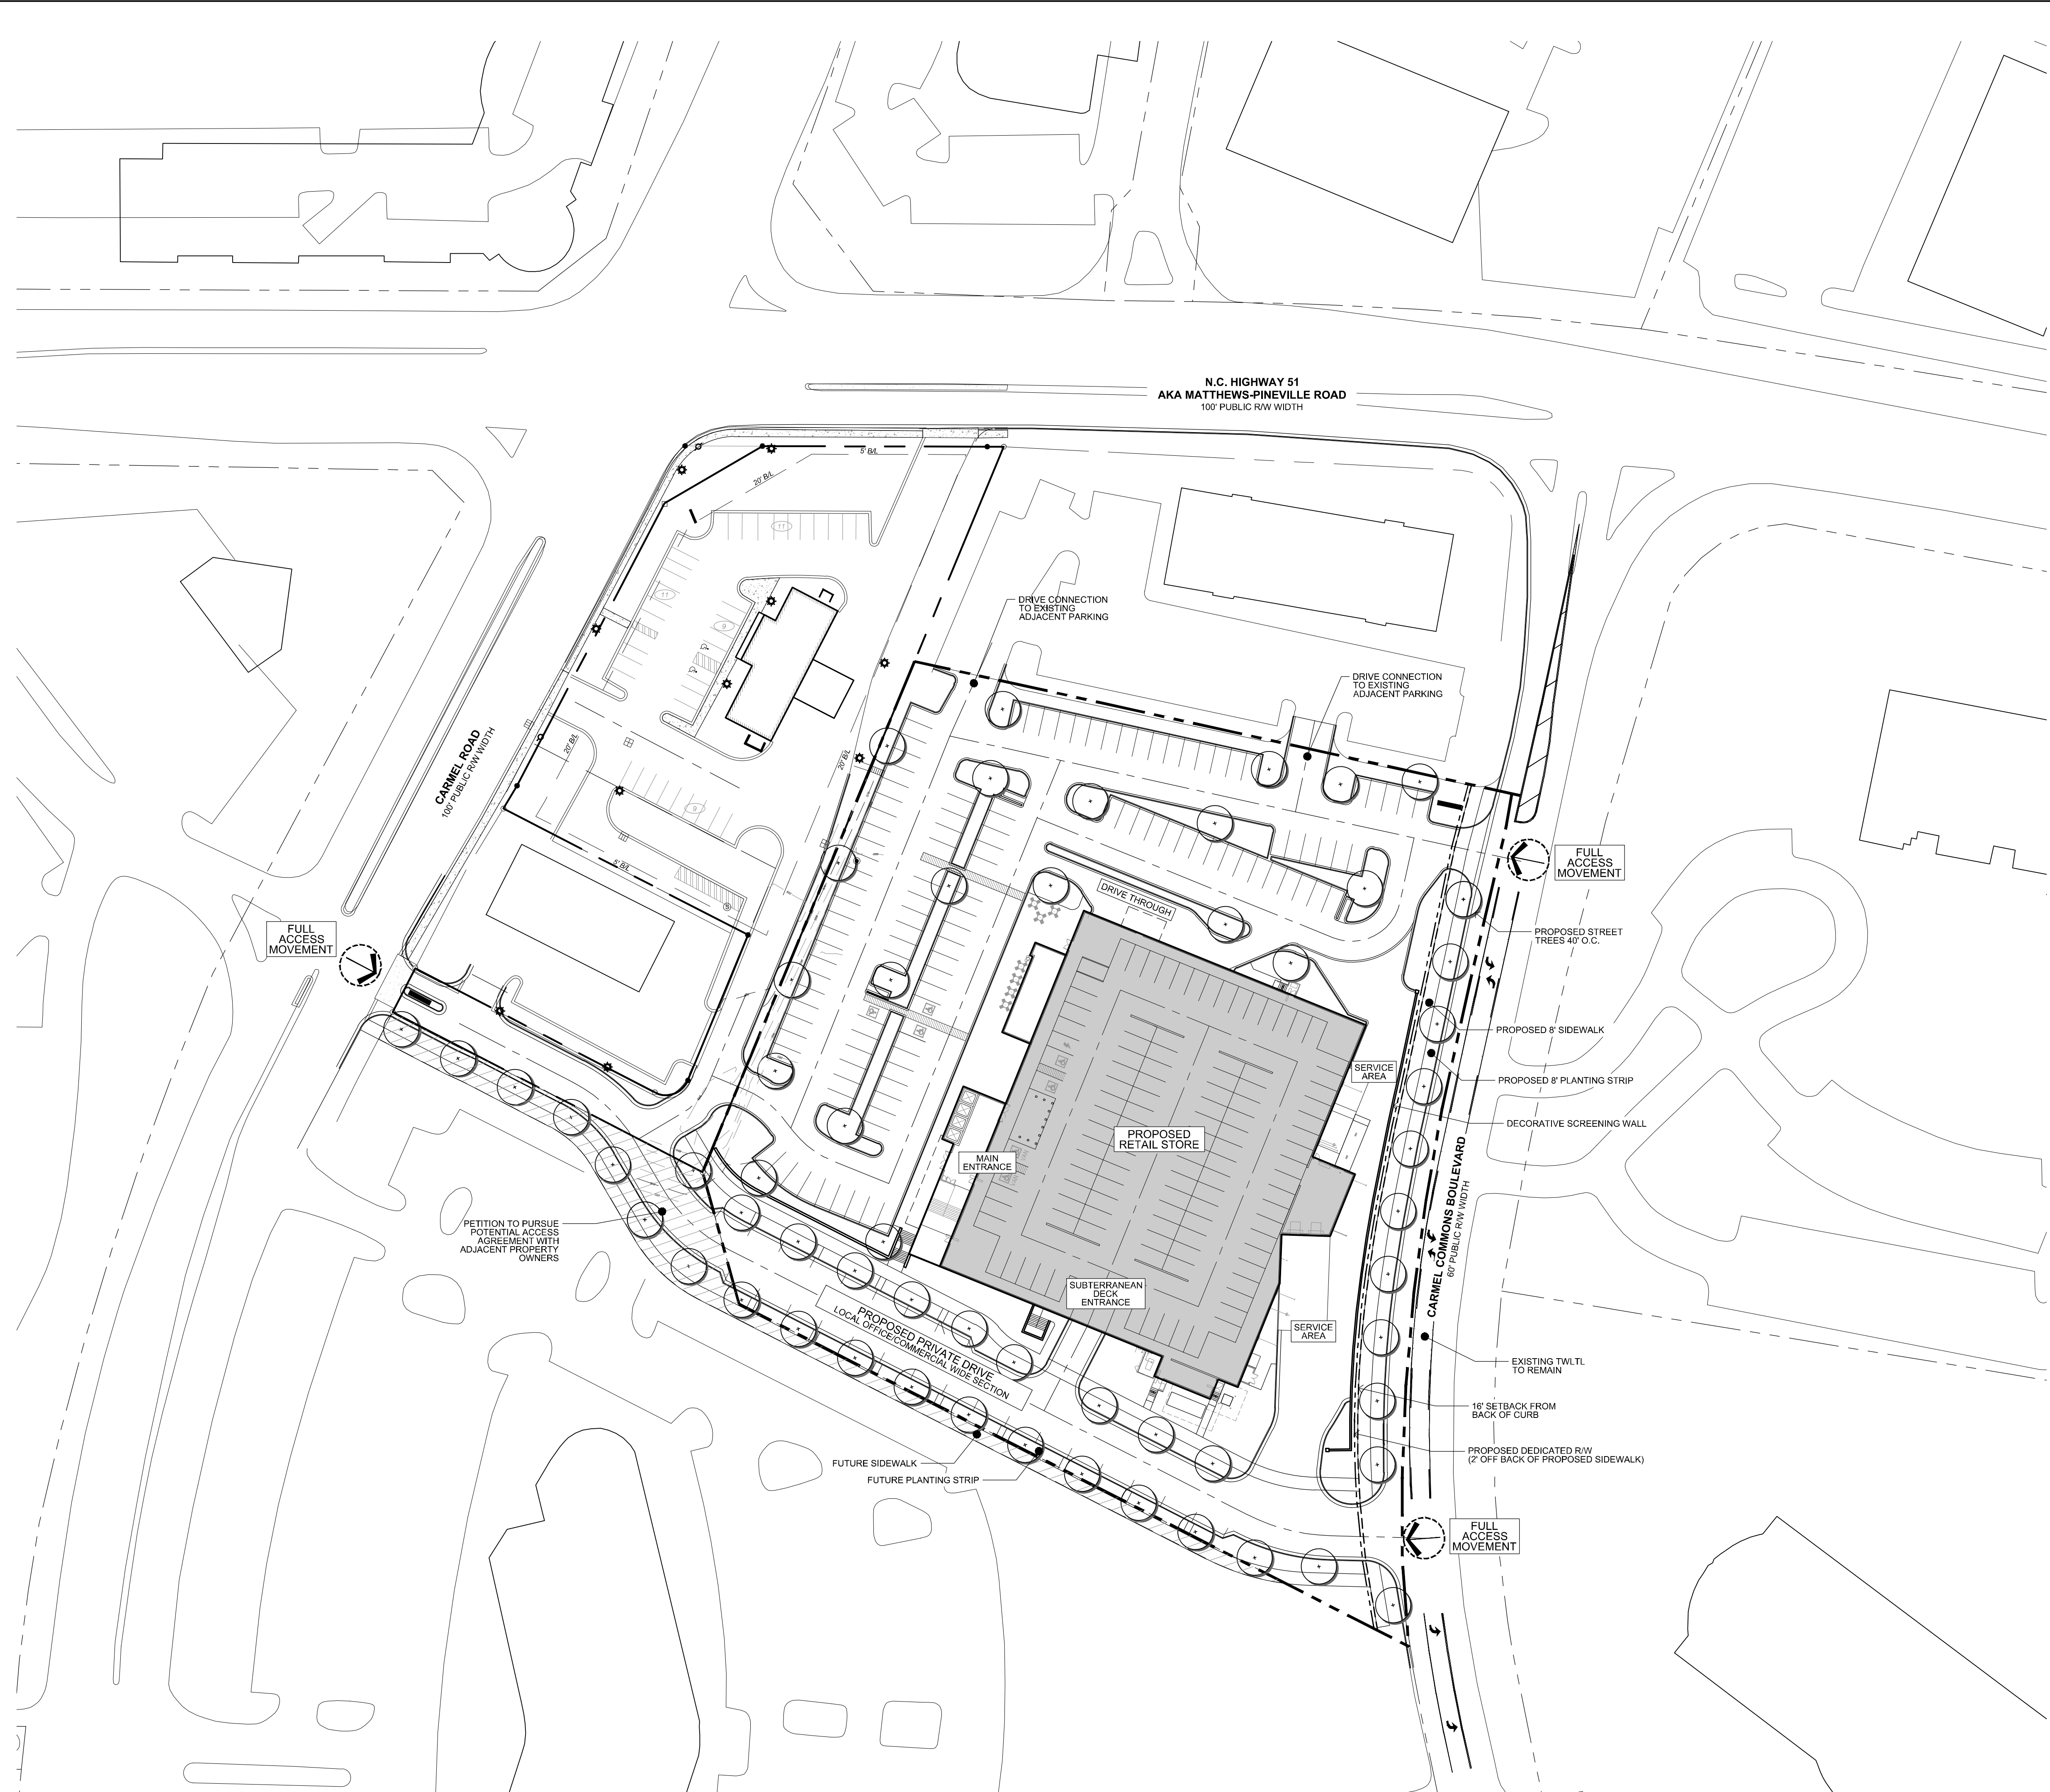 N.C. HIGHWAY 51
AKA MATTHEWS-PINEVILLE ROAD
100' PUBLIC R/W WIDTH
5' B/L
20' B/L
11
11
9
DRIVE CONNECTION
TO EXISTING
ADJACENT PARKING
DRIVE CONNECTION
TO EXISTING
ADJACENT PARKING
CARMEL ROAD
100' PUBLIC R/W WIDTH
20' B/L
20' B/L
9
5' B/L
FULL
ACCESS
MOVEMENT
DRIVE THROUGH
FULL
ACCESS
MOVEMENT
PROPOSED STREET
TREES 40' O.C.
PROPOSED 8' SIDEWALK
SERVICE
AREA
PROPOSED 8' PLANTING STRIP
DECORATIVE SCREENING WALL
PROPOSED
RETAIL STORE
MAIN
ENTRANCE
CARMEL COMMONS BOULEVARD
60' PUBLIC R/W WIDTH
PETITION TO PURSUE
POTENTIAL ACCESS
AGREEMENT WITH
ADJACENT PROPERTY
OWNERS
SUBTERRANEAN
DECK
ENTRANCE
PROPOSED PRIVATE DRIVE
LOCAL OFFICE/COMMERCIAL WIDE SECTION
SERVICE
AREA
EXISTING TWLTL
TO REMAIN
16' SETBACK FROM
BACK OF CURB
PROPOSED DEDICATED R/W
(2' OFF BACK OF PROPOSED SIDEWALK)
FUTURE SIDEWALK
FUTURE PLANTING STRIP
FULL
ACCESS
MOVEMENT